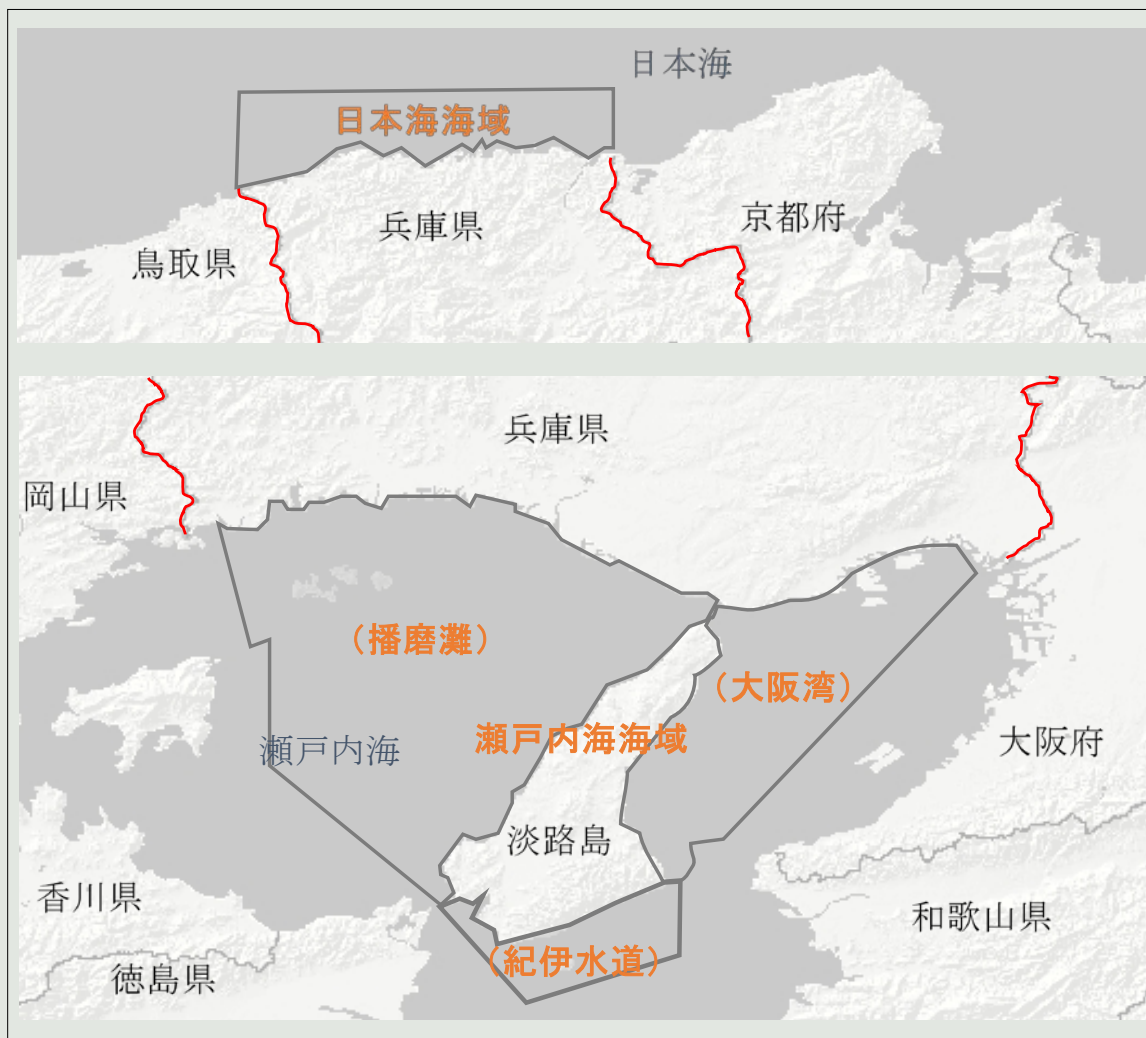 日本海
日本海海域
兵庫県
京都府
鳥取県
兵庫県
岡山県
（播磨灘）
（大阪湾）
瀬戸内海海域
瀬戸内海
大阪府
淡路島
香川県
和歌山県
（紀伊水道）
徳島県